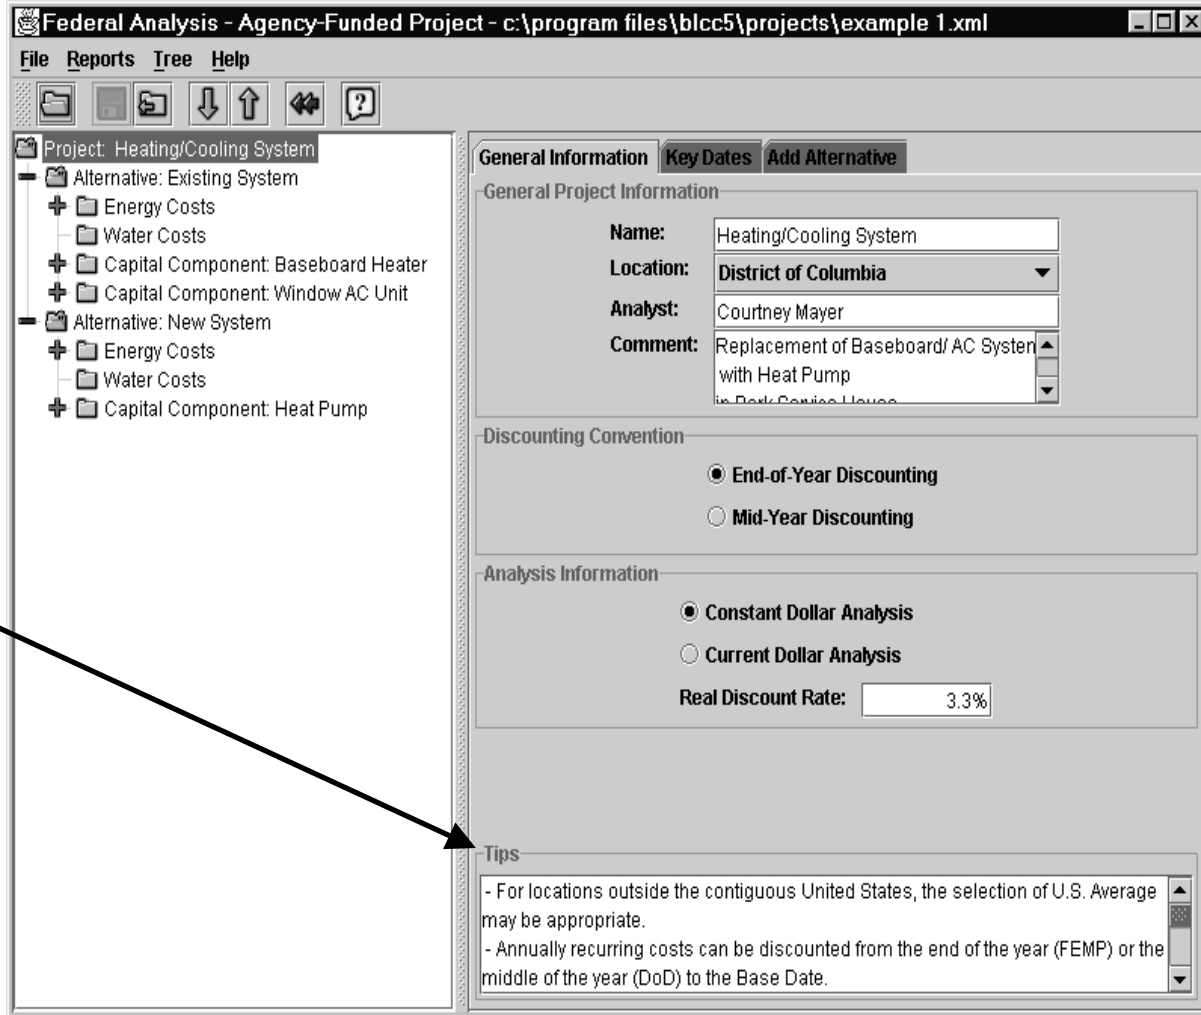 Federal Analysis - Agency-Funded Project - c:\program files\blcc5\projects\example 1.xml
File Reports Tree Help
Project: Heating/Cooling System
Alternative: Existing System
Energy Costs
Water Costs
Capital Component: Baseboard Heater
Capital Component: Window AC Unit
Alternative: New System
Energy Costs
Water Costs
Capital Component: Heat Pump
General Information Key Dates Add Alternative
General Project Information
Name: Heating/Cooling System
Location: District of Columbia
Analyst: Courtney Mayer
Comment: Replacement of Baseboard/ AC System
with Heat Pump
in Park Service House
Discounting Convention
End-of-Year Discounting
Mid-Year Discounting
Analysis Information
Constant Dollar Analysis
Current Dollar Analysis
Real Discount Rate: 3.3%
Tips
- For locations outside the contiguous United States, the selection of U.S. Average
may be appropriate.
- Annually recurring costs can be discounted from the end of the year (FEMP) or the
middle of the year (DoD) to the Base Date.